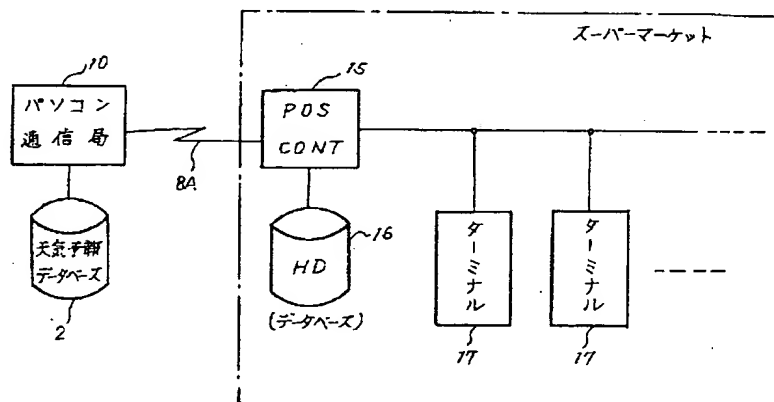 スーパーマーケット
10
パソコン
通信局
8A
天気予報
データベース
2
15
POS
CONT
HD
16
(データベース)
ターミナル
17
ターミナル
17